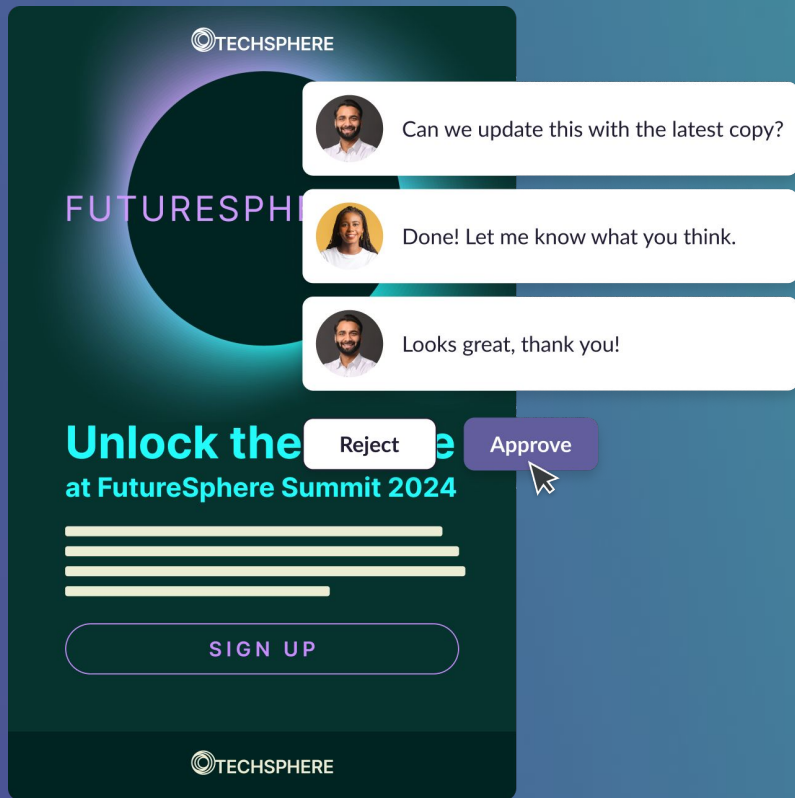 TECHSPHERE
Can we update this with the latest copy?
FUTURESPH
Done! Let me know what you think.
Looks great, thank you!
Unlock the
Reject
Approve
at FutureSphere Summit 2024
SIGN UP
TECHSPHERE